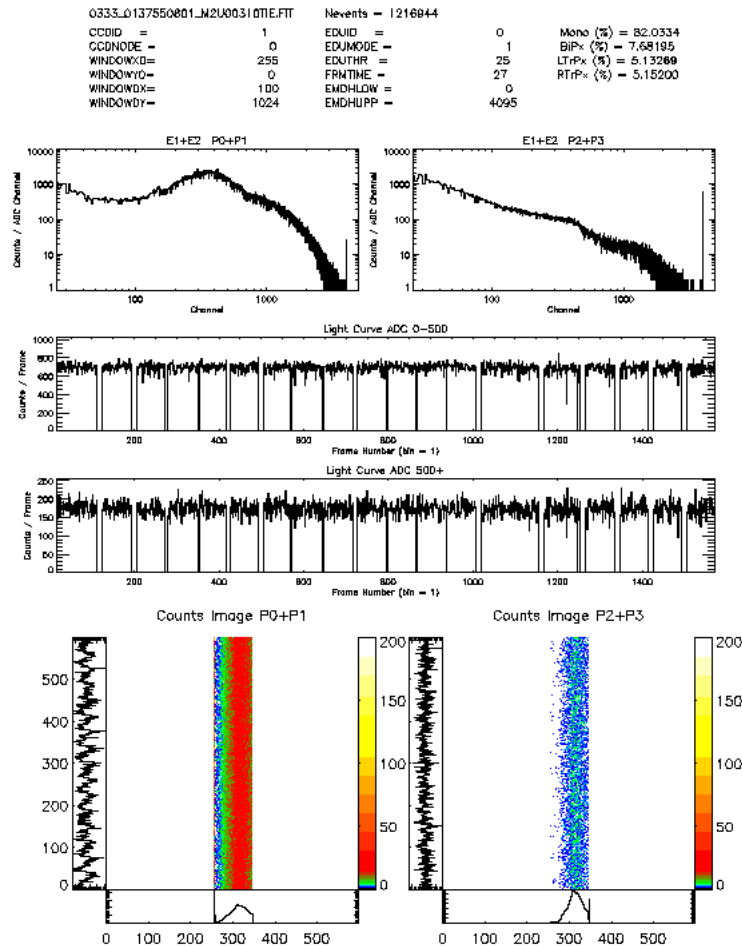 0333_0137550801_M2U00310TIE.FIT Nevents = 1216944
CCDID = 1 EDUID = 0 Mono (%) = 82.0334
CCDNODE = 0 EDUMODE = 1 BiPx (%) = 7.68195
WINDOWX0= 255 EDUTHR = 25 LTrPx (%) = 5.13269
WINDOWY0= 0 FRMTIME = 27 RTrPx (%) = 5.15200
WINDOWDX= 100 EMDHLOW = 0
WINDOWDY= 1024 EMDHUPP = 4095
E1+E2 P0+P1 E1+E2 P2+P3
10000 10000
1000 1000
100 100
10 10
1 1
Counts / ADC Channel Counts / ADC Channel
100 1000 100 1000
Channel Channel
Light Curve ADC 0-500
1000
800
600
400
200
0
Counts / Frame
200 400 600 800 1000 1200 1400
Frame Number (bin = 1)
Light Curve ADC 500+
250
200
150
100
50
0
Counts / Frame
200 400 600 800 1000 1200 1400
Frame Number (bin = 1)
Counts Image P0+P1 Counts Image P2+P3
500
400
300
200
100
0
200 200
150 150
100 100
50 50
0 0
0 100 200 300 400 500 0 100 200 300 400 500